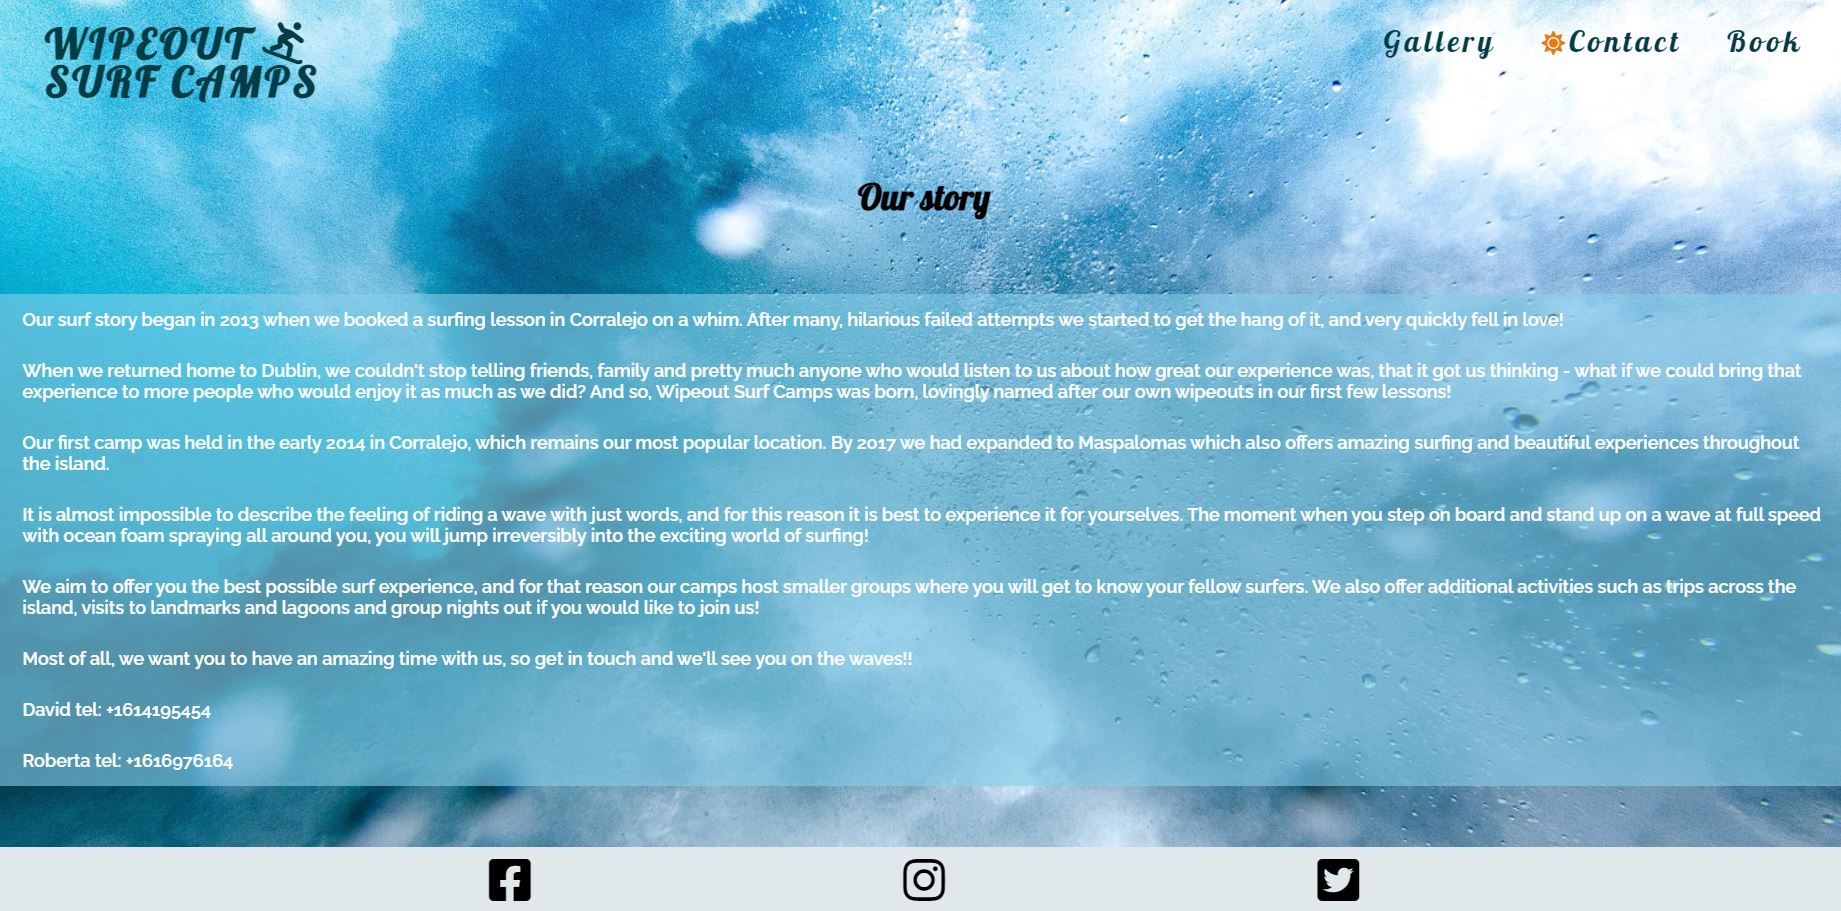 WIPEOUT
SURF CAMPS
Gallery Contact Book
Our story
Our surf story began in 2013 when we booked a surfing lesson in Corralejo on a whim. After many, hilarious failed attempts we started to get the hang of it, and very quickly fell in love!
When we returned home to Dublin, we couldn't stop telling friends, family and pretty much anyone who would listen to us about how great our experience was, that it got us thinking - what if we could bring that
experience to more people who would enjoy it as much as we did? And so, Wipeout Surf Camps was born, lovingly named after our own wipeouts in our first few lessons!
Our first camp was held in the early 2014 in Corralejo, which remains our most popular location. By 2017 we had expanded to Maspalomas which also offers amazing surfing and beautiful experiences throughout
the island.
It is almost impossible to describe the feeling of riding a wave with just words, and for this reason it is best to experience it for yourselves. The moment when you step on board and stand up on a wave at full speed
with ocean foam spraying all around you, you will jump irreversibly into the exciting world of surfing!
We aim to offer you the best possible surf experience, and for that reason our camps host smaller groups where you will get to know your fellow surfers. We also offer additional activities such as trips across the
island, visits to landmarks and lagoons and group nights out if you would like to join us!
Most of all, we want you to have an amazing time with us, so get in touch and we'll see you on the waves!!
David tel: +1614195454
Roberta tel: +1616976164